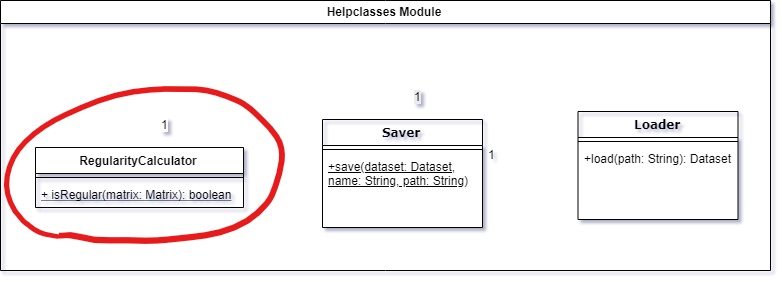 Helpclasses Module
1
RegularityCalculator
+ isRegular(matrix: Matrix): boolean
1
Saver
1
+save(dataset: Dataset,
name: String, path: String)
Loader
+load(path: String): Dataset